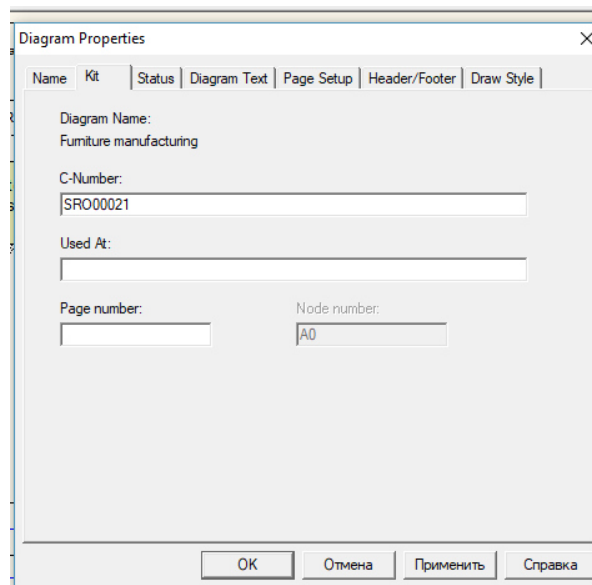 Diagram Properties
Name Kit Status Diagram Text Page Setup Header/Footer Draw Style
Diagram Name:
Furniture manufacturing
C-Number:
SRO00021
Used At:
Page number: Node number:
A0
OK Отмена Применить Справка